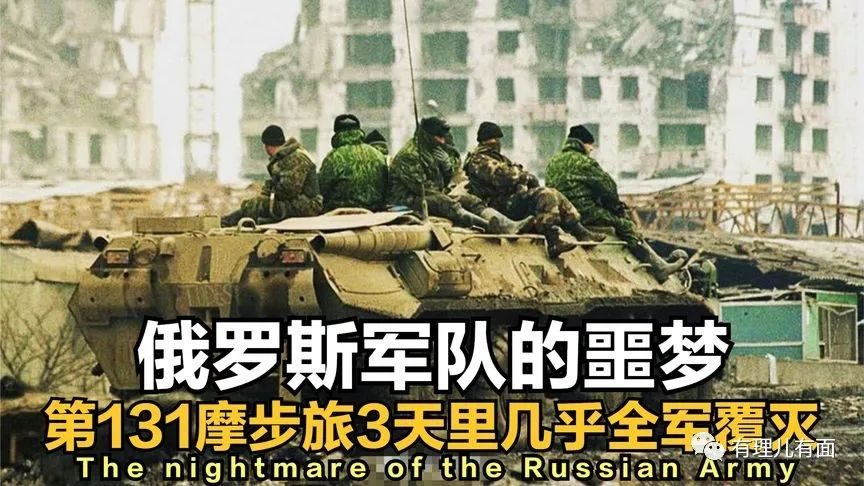 俄罗斯军队的噩梦
第131摩步旅3天里几乎全军覆灭
有理儿有面
The nightmare of the Russian Army